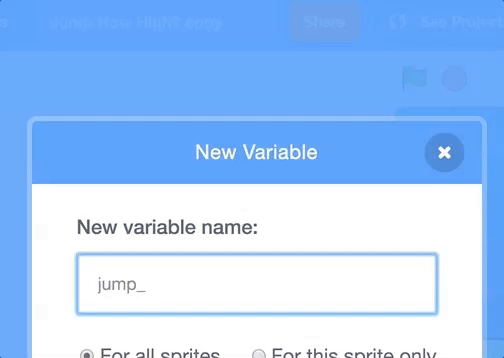 Jump How High? copy Share See Project
New Variable
New variable name:
jump_
For all sprites For this sprite only